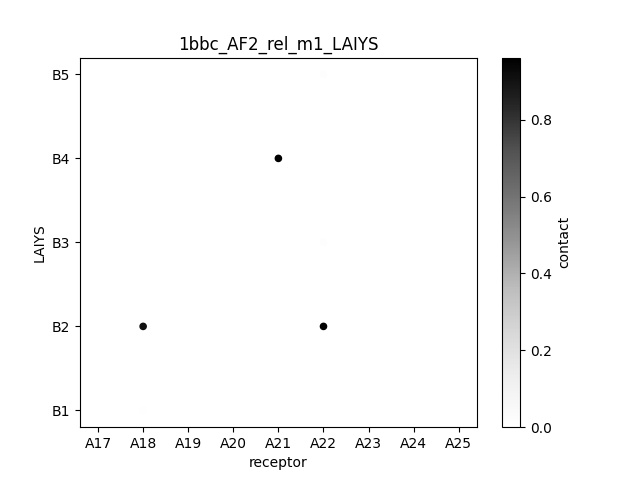 1bbc_AF2_rel_m1_LAIYS
B5
B4
B3
B2
B1
LAIYS
A17 A18 A19 A20 A21 A22 A23 A24 A25
receptor
0.8
0.6
0.4
0.2
0.0
contact